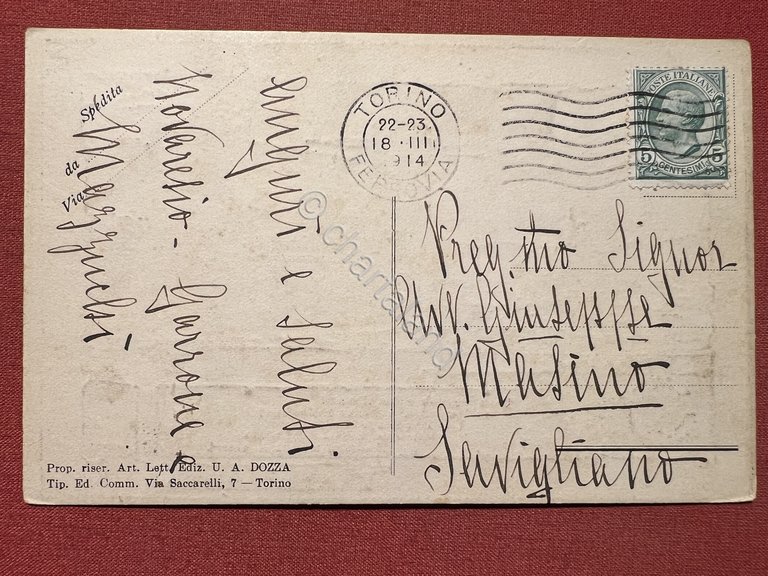 Spedita
da
Via
Auguri e Saluti
Novaresio - Garrone e
TORINO
22-23
18 · III
914
FERROVIA
POSTE ITALIANE
5 5
CENTESIMI
Preg.mo Signor
Avv. Giuseppe
Masino
Savigliano
Prop. riser. Art. Lett. Ediz. U. A. DOZZA
Tip. Ed. Comm. Via Saccarelli, 7 — Torino
© chartaland